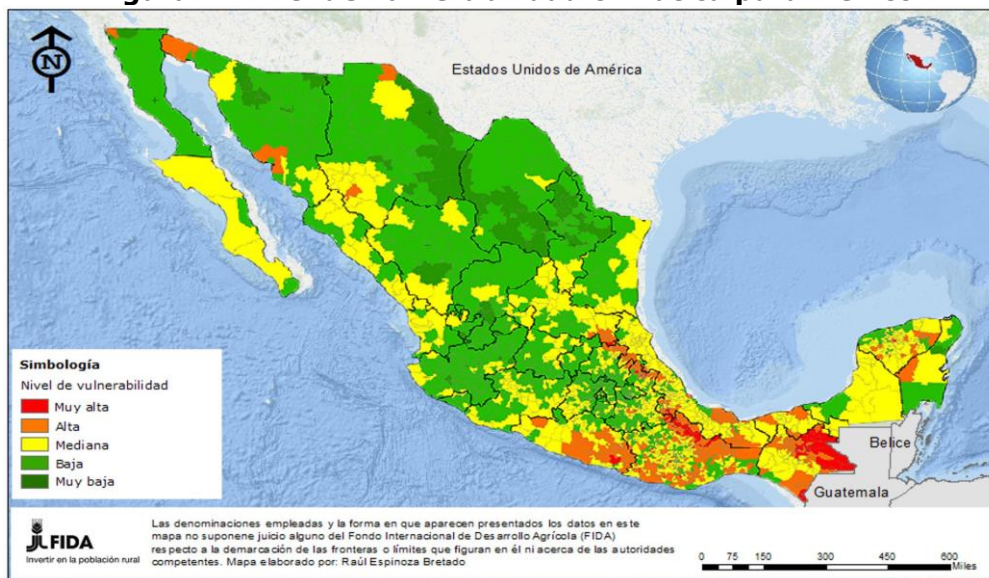 N
Estados Unidos de América
Belice
Guatemala
Simbología
Nivel de vulnerabilidad
Muy alta
Alta
Mediana
Baja
Muy baja
FIDA
Invertir en la población rural
Las denominaciones empleadas y la forma en que aparecen presentados los datos en este
mapa no suponene juicio alguno del Fondo Internacional de Desarrollo Agrícola (FIDA)
respecto a la demarcación de las fronteras o límites que figuran en él ni acerca de las autoridades
competentes. Mapa elaborado por: Raúl Espinoza Bretado
0 75 150 300 450 600
Miles